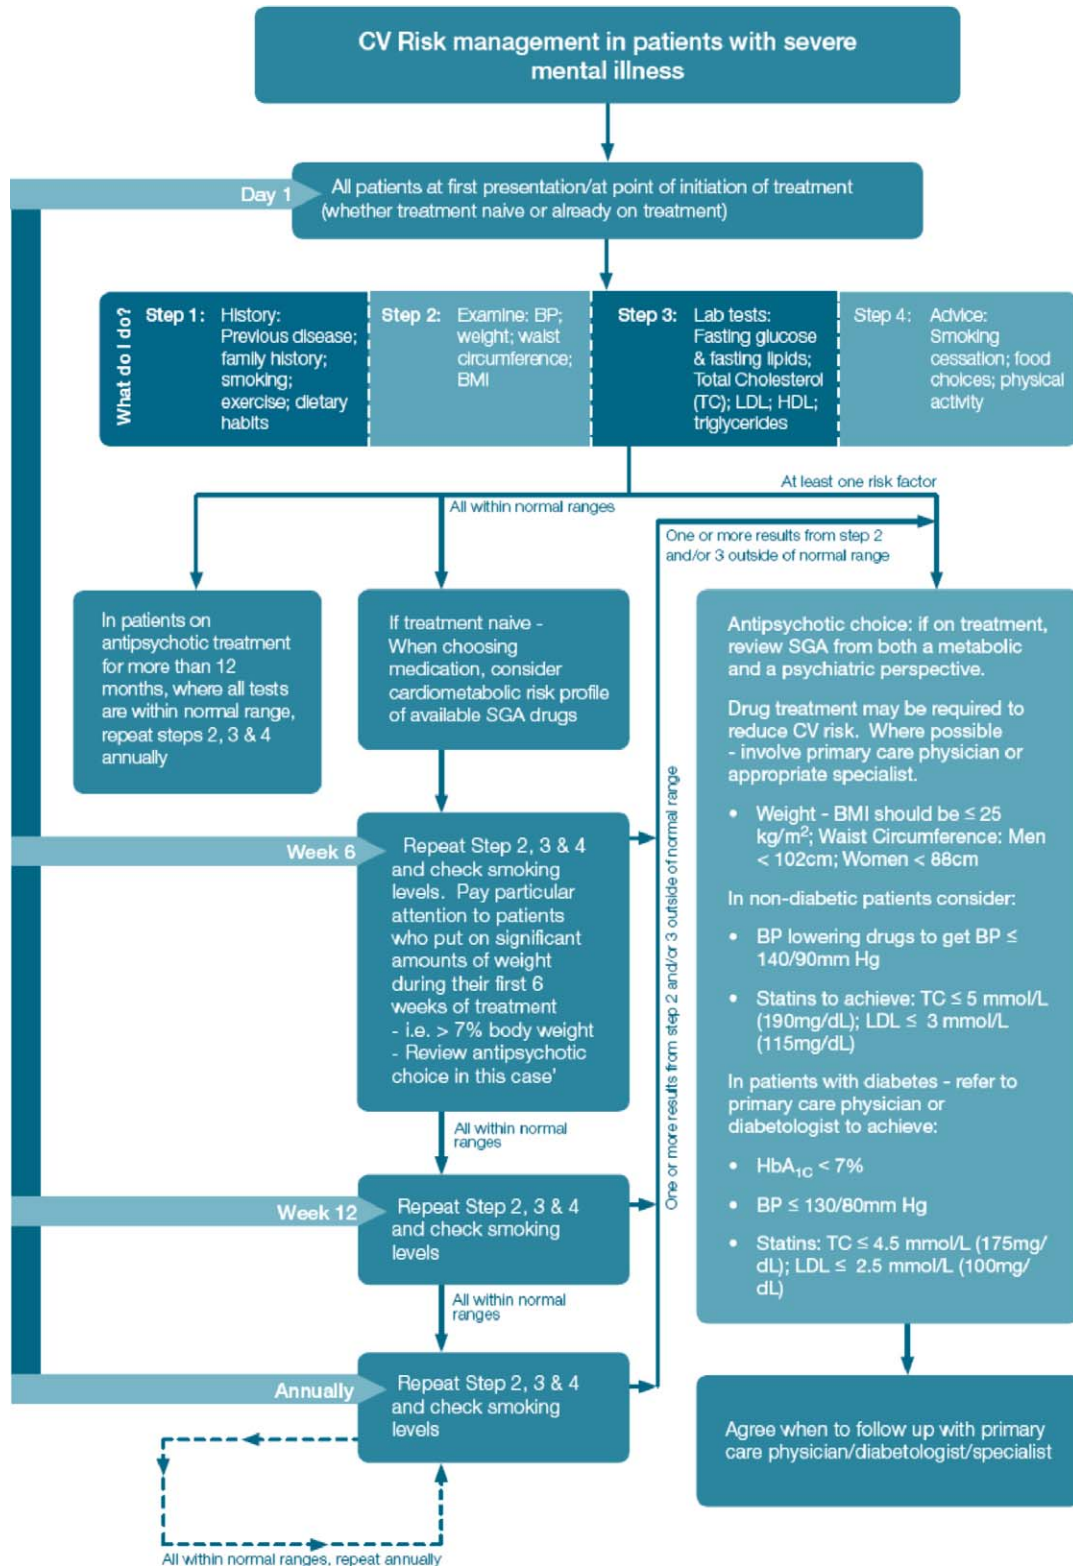 CV Risk management in patients with severe
mental illness
Day 1
All patients at first presentation/at point of initiation of treatment
(whether treatment naive or already on treatment)
What do I do?
Step 1:
History:
Previous disease;
family history;
smoking;
exercise; dietary
habits
Step 2:
Examine: BP;
weight; waist
circumference;
BMI
Step 3:
Lab tests:
Fasting glucose
& fasting lipids;
Total Cholesterol
(TC); LDL; HDL;
triglycerides
Step 4:
Advice:
Smoking
cessation; food
choices; physical
activity
At least one risk factor
All within normal ranges
One or more results from step 2
and/or 3 outside of normal range
In patients on
antipsychotic treatment
for more than 12
months, where all tests
are within normal range,
repeat steps 2, 3 & 4
annually
If treatment naive -
When choosing
medication, consider
cardiometabolic risk profile
of available SGA drugs
Week 6
Repeat Step 2, 3 & 4
and check smoking
levels. Pay particular
attention to patients
who put on significant
amounts of weight
during their first 6
weeks of treatment
- i.e. > 7% body weight
- Review antipsychotic
choice in this case'
All within normal
ranges
Week 12
Repeat Step 2, 3 & 4
and check smoking
levels
All within normal
ranges
Annually
Repeat Step 2, 3 & 4
and check smoking
levels
All within normal ranges, repeat annually
One or more results from step 2 and/or 3 outside of normal range
Antipsychotic choice: if on treatment,
review SGA from both a metabolic
and a psychiatric perspective.
Drug treatment may be required to
reduce CV risk. Where possible
- involve primary care physician or
appropriate specialist.
• Weight - BMI should be ≤ 25
kg/m²; Waist Circumference: Men
< 102cm; Women < 88cm
In non-diabetic patients consider:
• BP lowering drugs to get BP ≤
140/90mm Hg
• Statins to achieve: TC ≤ 5 mmol/L
(190mg/dL); LDL ≤ 3 mmol/L
(115mg/dL)
In patients with diabetes - refer to
primary care physician or
diabetologist to achieve:
• HbA1C < 7%
• BP ≤ 130/80mm Hg
• Statins: TC ≤ 4.5 mmol/L (175mg/
dL); LDL ≤ 2.5 mmol/L (100mg/
dL)
Agree when to follow up with primary
care physician/diabetologist/specialist